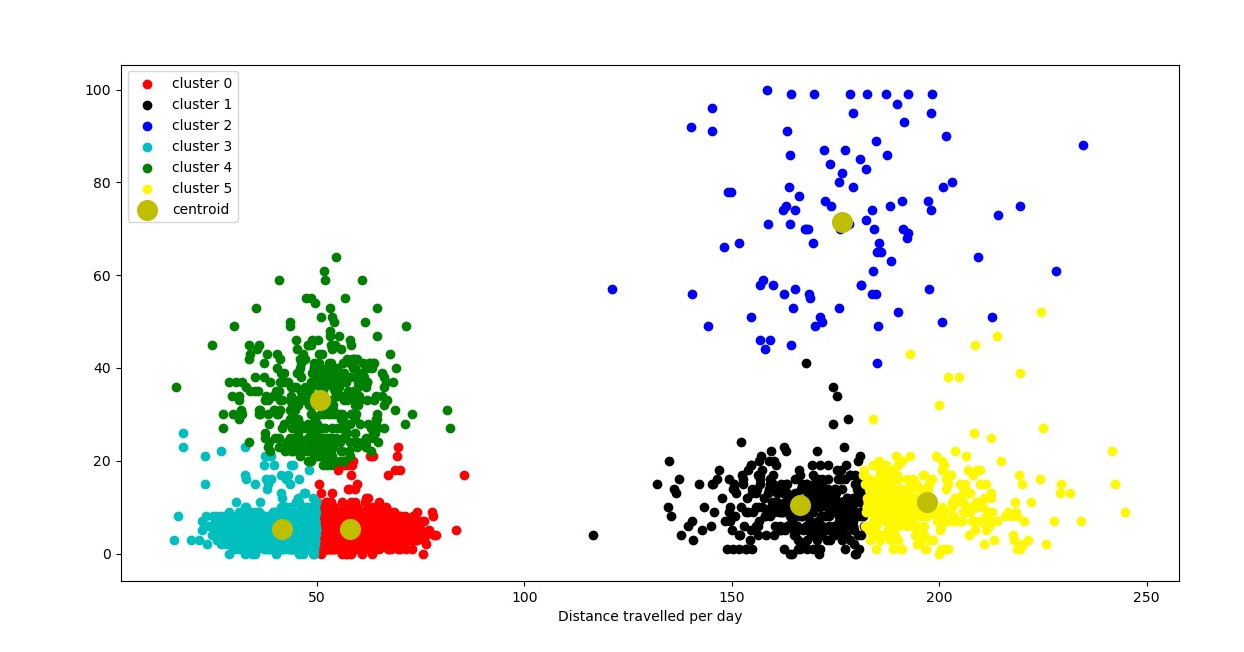 cluster 0
cluster 1
cluster 2
cluster 3
cluster 4
cluster 5
centroid
100
80
60
40
20
0
50 100 150 200 250
Distance travelled per day